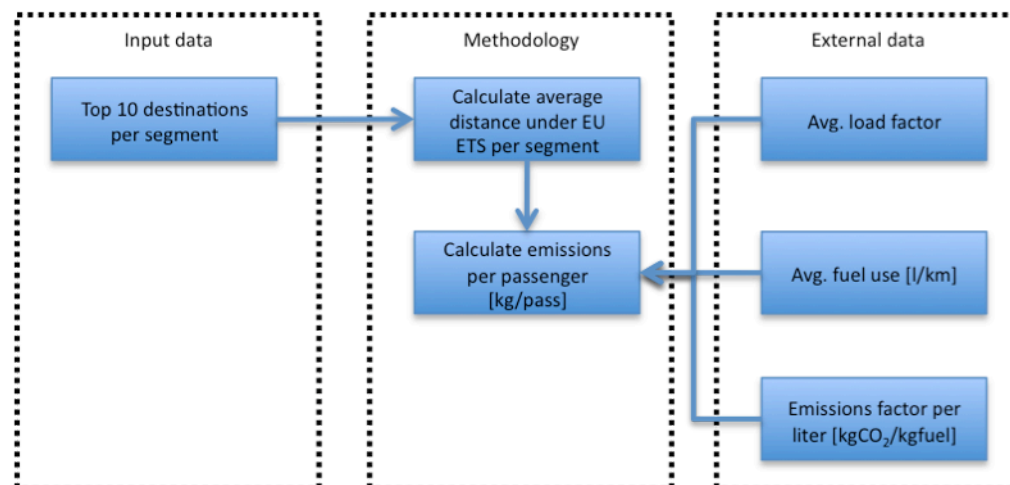 Input data
Top 10 destinations
per segment
Methodology
Calculate average
distance under EU
ETS per segment
Calculate emissions
per passenger
[kg/pass]
External data
Avg. load factor
Avg. fuel use [l/km]
Emissions factor per
liter [kgCO₂/kgfuel]